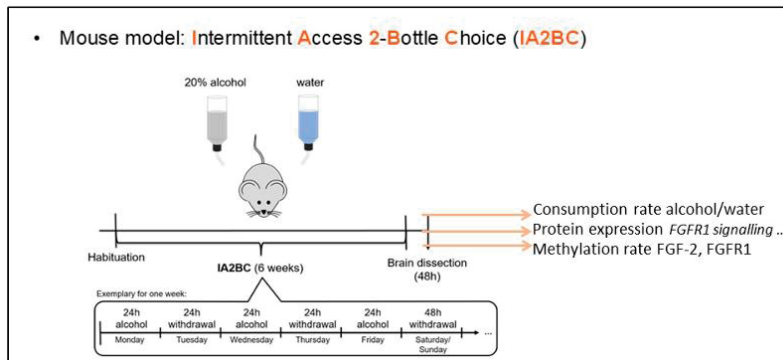 • Mouse model: Intermittent Access 2-Bottle Choice (IA2BC)
20% alcohol water
Consumption rate alcohol/water
Protein expression FGFR1 signalling ..
Methylation rate FGF-2, FGFR1
Habituation
IA2BC (6 weeks)
Brain dissection
(48h)
Exemplary for one week:
24h 24h 24h 24h 24h 48h
alcohol withdrawal alcohol withdrawal alcohol withdrawal
...
Monday Tuesday Wednesday Thursday Friday Saturday/
Sunday